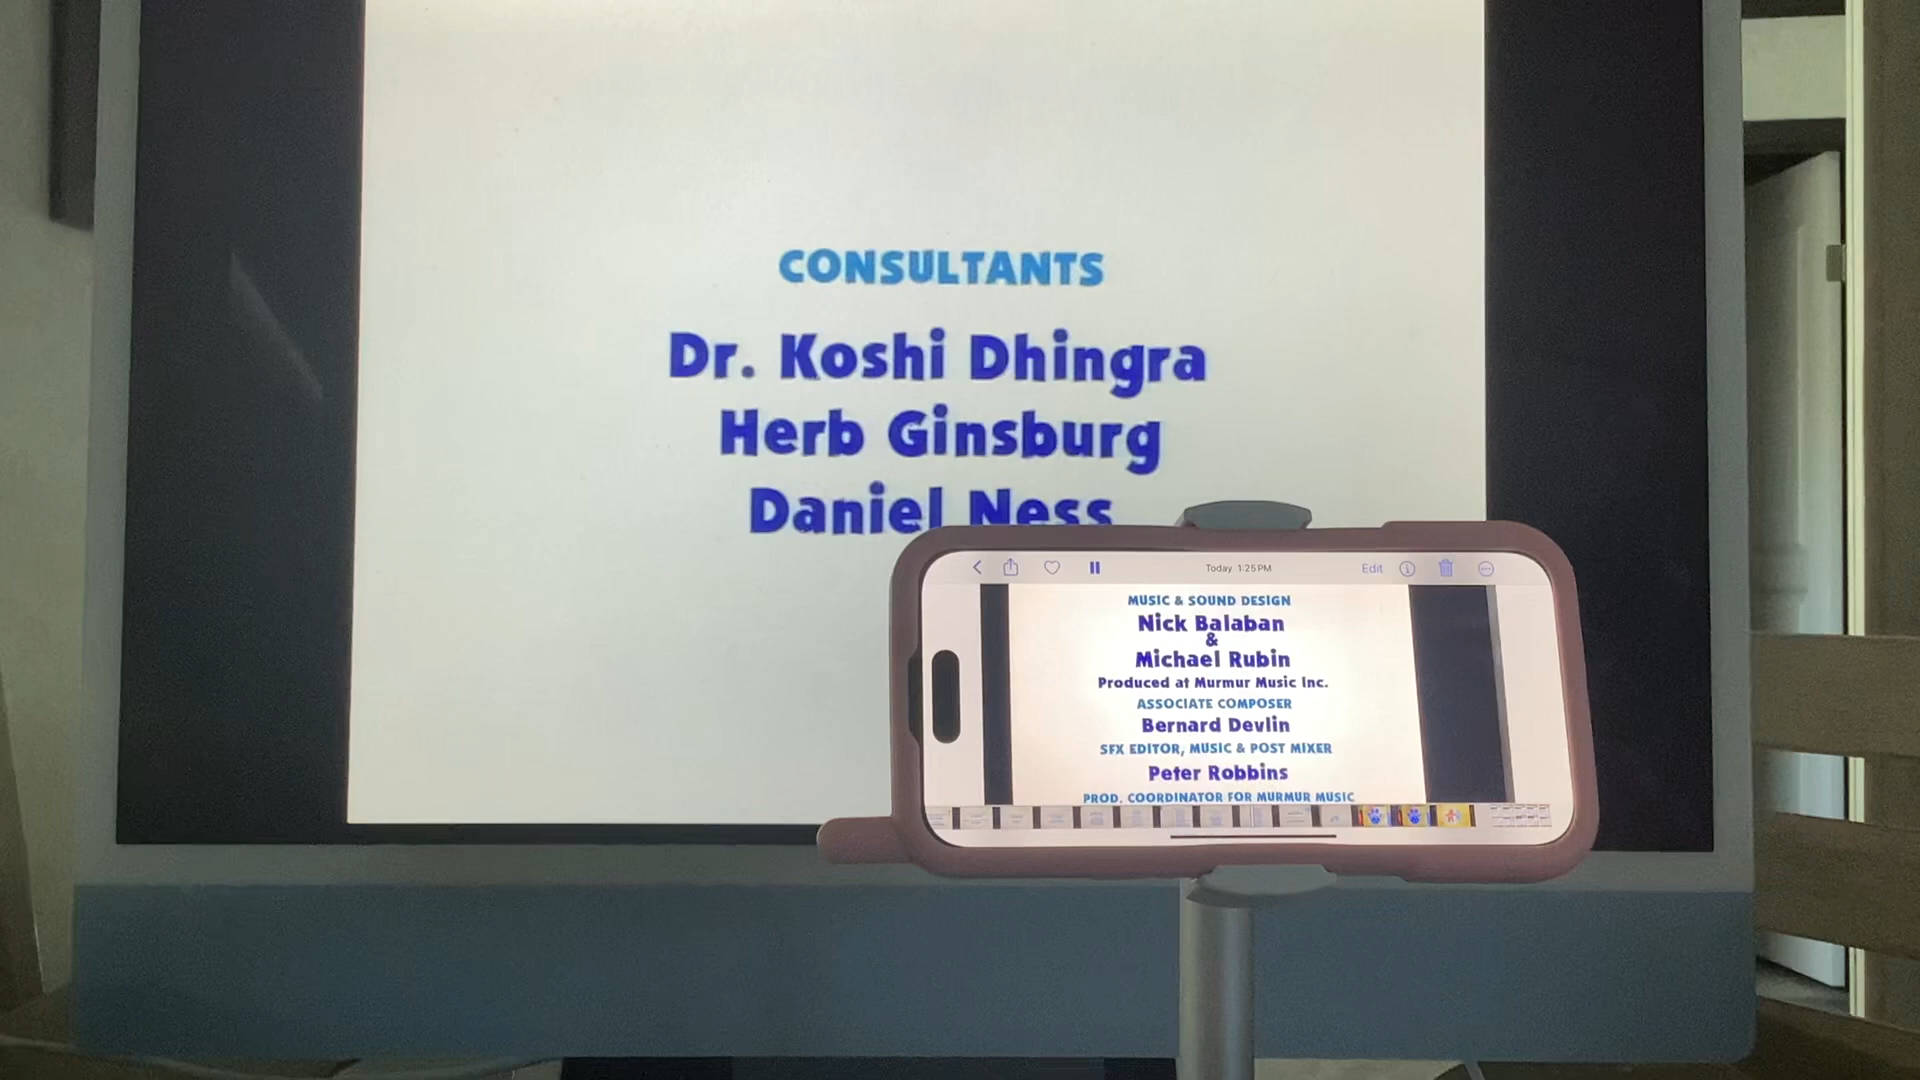 CONSULTANTS
Dr. Koshi Dhingra
Herb Ginsburg
Daniel Ness
Today 1:25PM
Edit
MUSIC & SOUND DESIGN
Nick Balaban
&
Michael Rubin
Produced at Murmur Music Inc.
ASSOCIATE COMPOSER
Bernard Devlin
SFX EDITOR, MUSIC & POST MIXER
Peter Robbins
PROD. COORDINATOR FOR MURMUR MUSIC